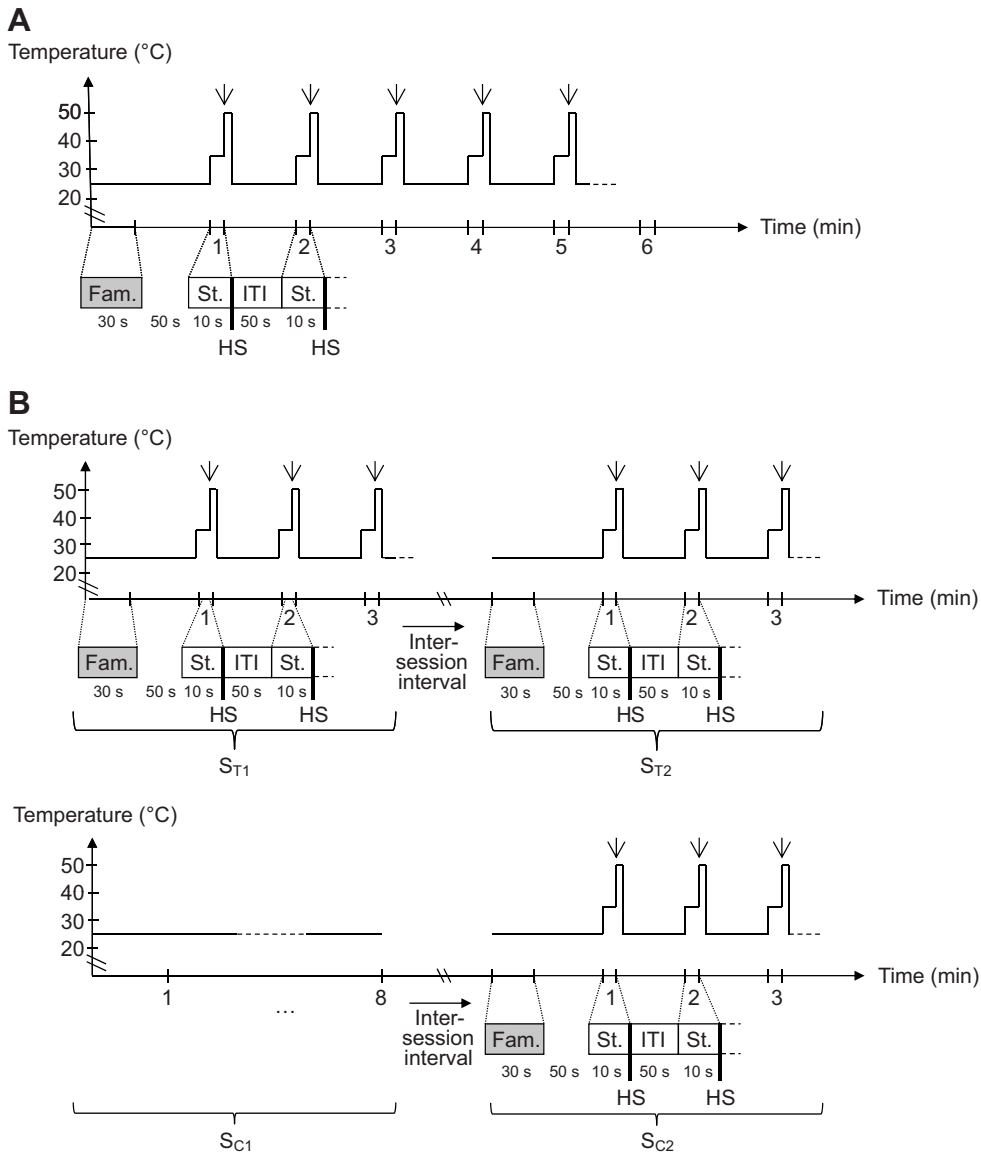 A
Temperature (°C)
50
40
30
20
Time (min)
1 2 3 4 5 6
Fam. St. ITI St.
30 s 50 s 10 s 50 s 10 s
HS HS
B
Temperature (°C)
50
40
30
20
Time (min)
1 2 3 1 2 3
Inter-
session
interval
Fam. St. ITI St. Fam. St. ITI St.
30 s 50 s 10 s 50 s 10 s 30 s 50 s 10 s 50 s 10 s
HS HS HS HS
ST1 ST2
Temperature (°C)
50
40
30
20
Time (min)
1 ... 8 1 2 3
Inter-
session
interval
Fam. St. ITI St.
30 s 50 s 10 s 50 s 10 s
HS HS
SC1 SC2